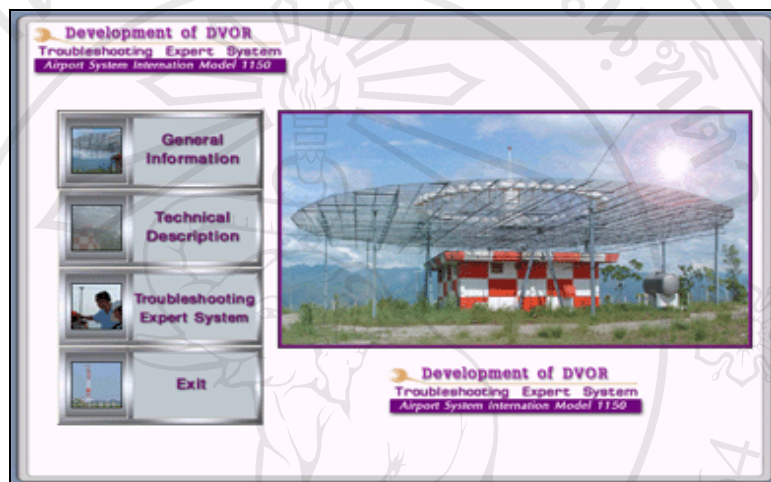 Development of DVOR
Troubleshooting Expert System
Airport System Internation Model 1150
General
Information
Technical
Description
Troubleshooting
Expert System
Exit
Development of DVOR
Troubleshooting Expert System
Airport System Internation Model 1150